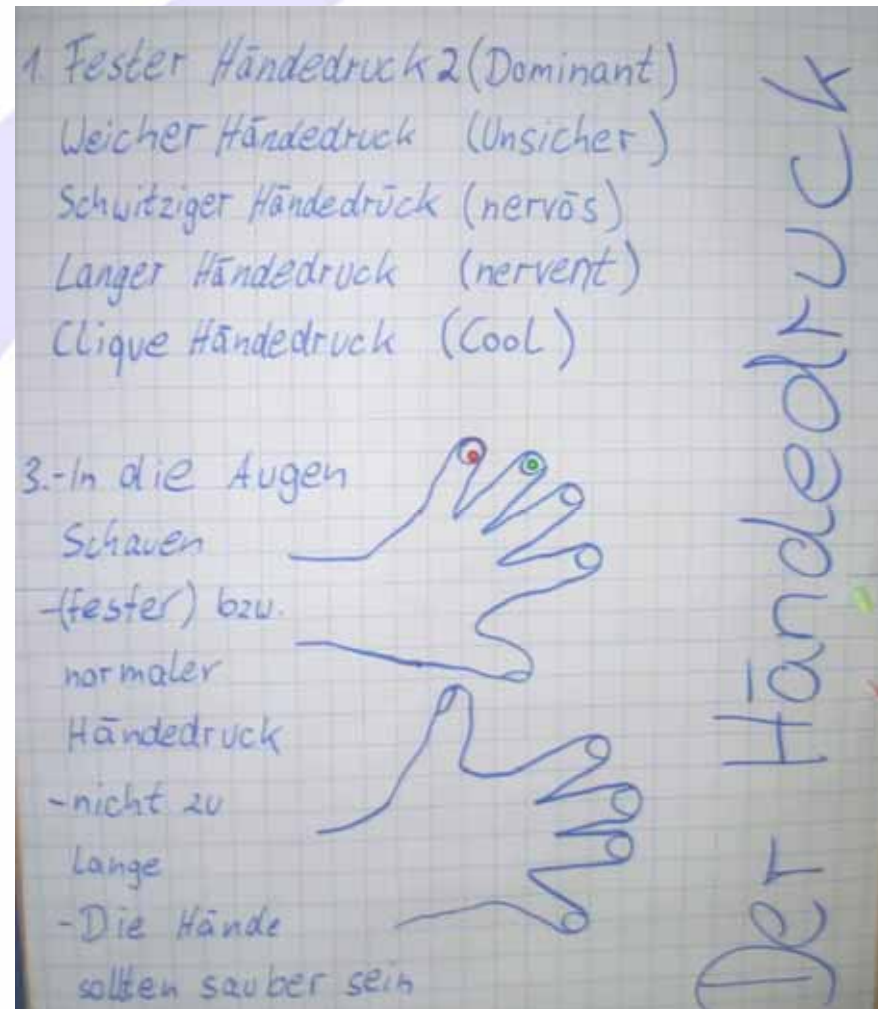 1. Fester Händedruck 2 (Dominant)
Weicher Händedruck (Unsicher)
Schwitziger Händedrück (nervös)
Langer Händedruck (nervent)
Clique Händedruck (Cool)
3.-In die Augen
Schauen
-(fester) bzw.
normaler
Händedruck
-nicht zu
Lange
-Die Hände
sollten sauber sein
Der Händedruck